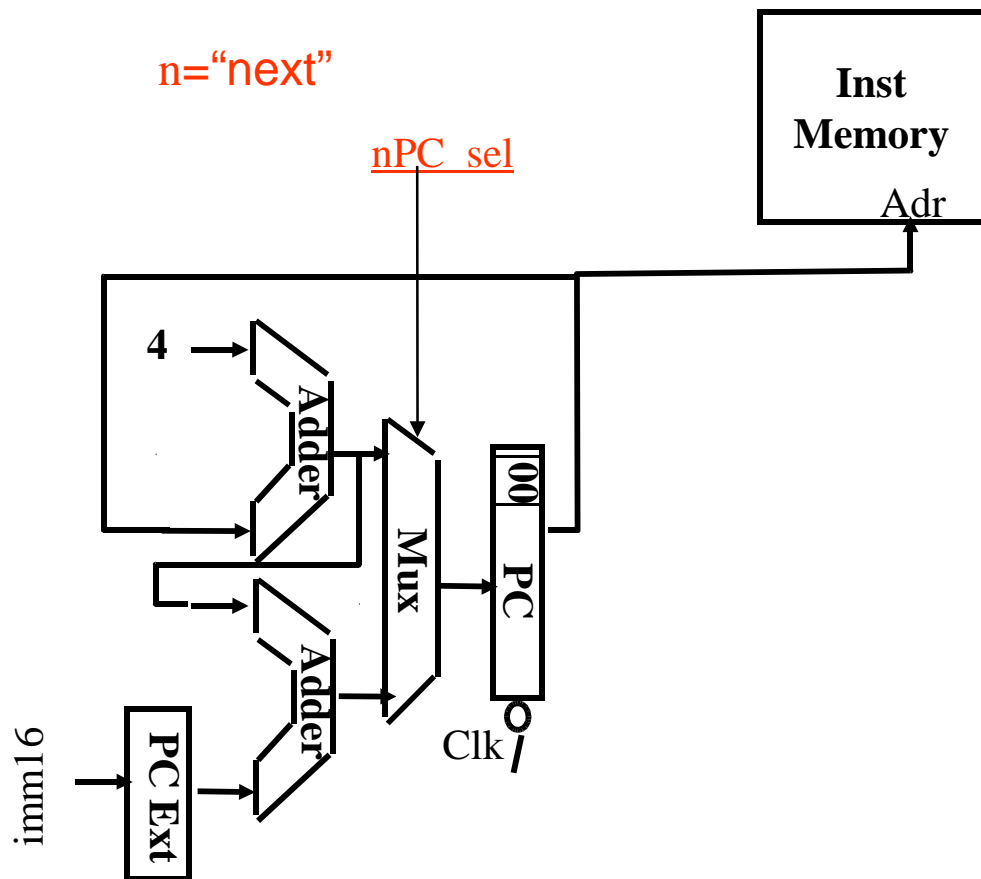 n=“next”
Inst
Memory
Adr
nPC_sel
4
Adder
Mux
00
PC
Adder
Clk
imm16
PC Ext